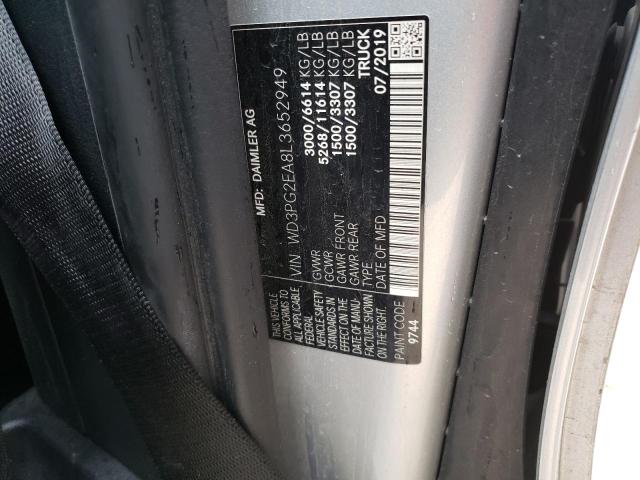 MFD: DAIMLER AG
VIN: WD3PG2EA8L3652949
GVWR 3000/6614 KG/LB
GCWR 5268/11614 KG/LB
GAWR FRONT 1500/3307 KG/LB
GAWR REAR 1500/3307 KG/LB
TYPE TRUCK
DATE OF MFD 07/2019
THIS VEHICLE
CONFORMS TO
ALL APPLICABLE
FEDERAL
VEHICLE SAFETY
STANDARDS IN
EFFECT ON THE
DATE OF MANU-
FACTURE SHOWN
ON THE RIGHT.
PAINT CODE
9744